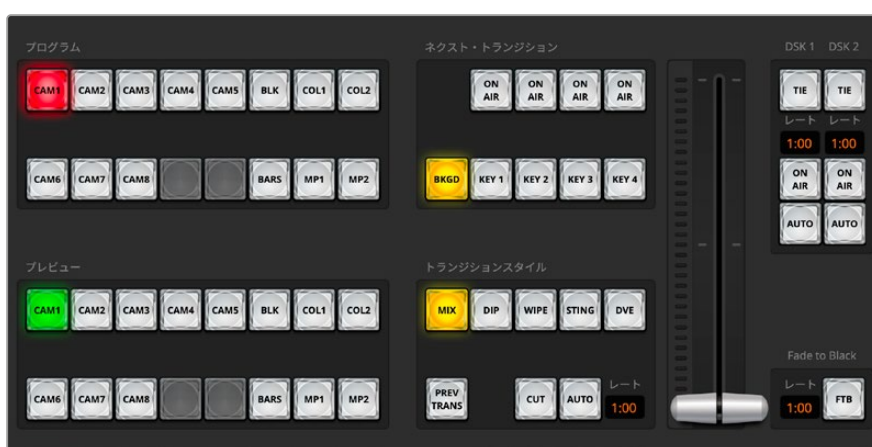 プログラム
CAM1 CAM2 CAM3 CAM4 CAM5 BLK COL1 COL2
CAM6 CAM7 CAM8 BARS MP1 MP2
ネクスト・トランジション
ON AIR ON AIR ON AIR ON AIR
BKGD KEY 1 KEY 2 KEY 3 KEY 4
DSK 1 DSK 2
TIE TIE
レート レート
1:00 1:00
ON AIR ON AIR
AUTO AUTO
プレビュー
CAM1 CAM2 CAM3 CAM4 CAM5 BLK COL1 COL2
CAM6 CAM7 CAM8 BARS MP1 MP2
トランジションスタイル
MIX DIP WIPE STING DVE
レート
PREV TRANS CUT AUTO 1:00
Fade to Black
レート
1:00 FTB